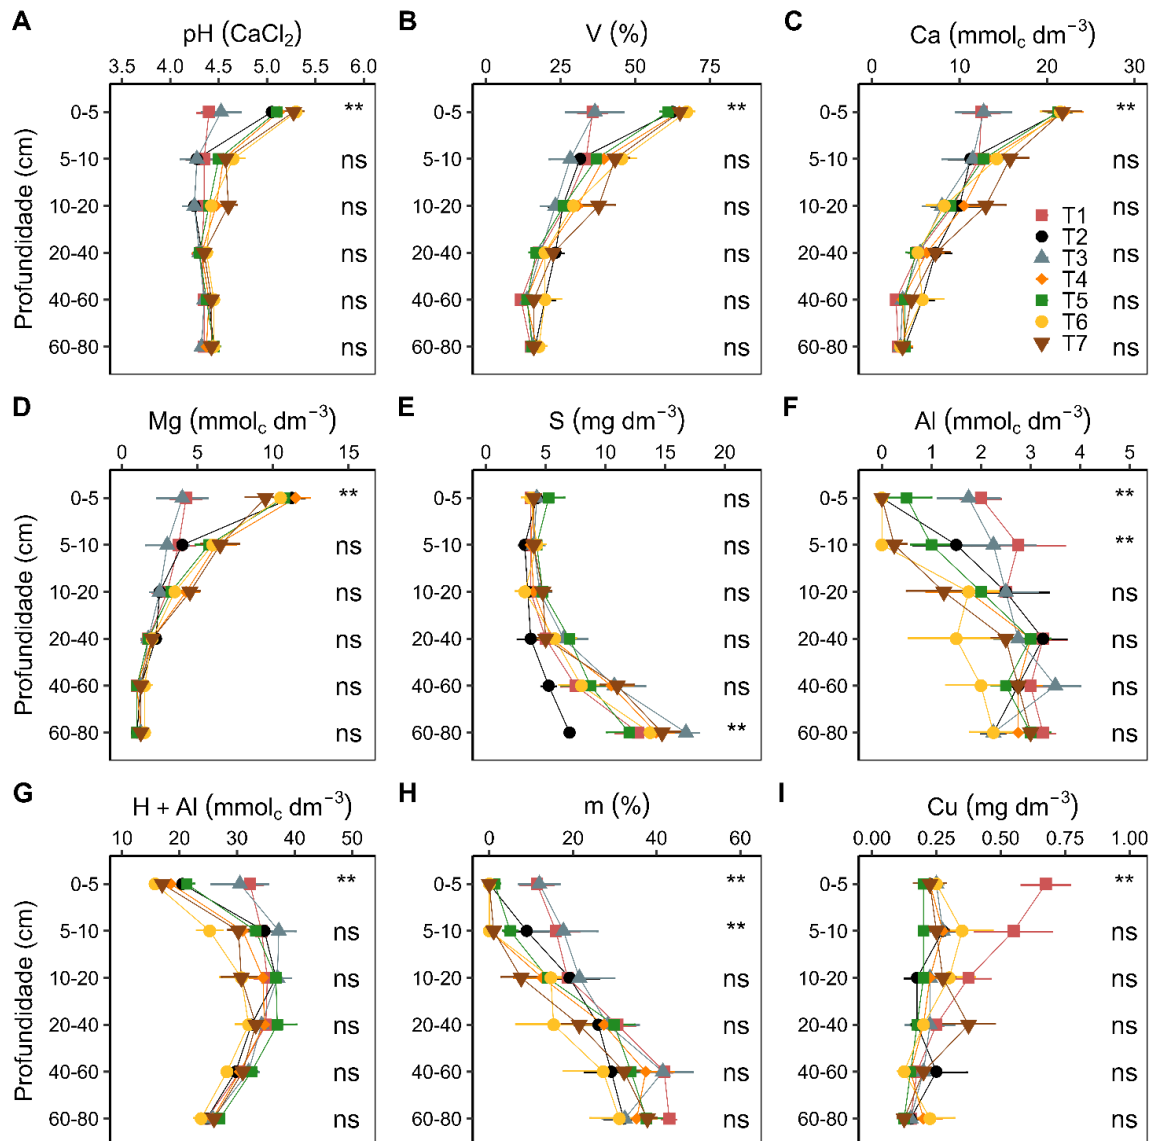 A
pH (CaCl₂)
3.5 4.0 4.5 5.0 5.5 6.0
Profundidade (cm)
0-5 **
5-10 ns
10-20 ns
20-40 ns
40-60 ns
60-80 ns
B
V (%)
0 25 50 75
0-5 **
5-10 ns
10-20 ns
20-40 ns
40-60 ns
60-80 ns
C
Ca (mmol꜀ dm⁻³)
0 10 20 30
0-5 **
5-10 ns
10-20 ns
20-40 ns
40-60 ns
60-80 ns
T1
T2
T3
T4
T5
T6
T7
D
Mg (mmol꜀ dm⁻³)
0 5 10 15
Profundidade (cm)
0-5 **
5-10 ns
10-20 ns
20-40 ns
40-60 ns
60-80 ns
E
S (mg dm⁻³)
0 5 10 15 20
0-5 ns
5-10 ns
10-20 ns
20-40 ns
40-60 ns
60-80 **
F
Al (mmol꜀ dm⁻³)
0 1 2 3 4 5
0-5 **
5-10 **
10-20 ns
20-40 ns
40-60 ns
60-80 ns
G
H + Al (mmol꜀ dm⁻³)
10 20 30 40 50
Profundidade (cm)
0-5 **
5-10 ns
10-20 ns
20-40 ns
40-60 ns
60-80 ns
H
m (%)
0 20 40 60
0-5 **
5-10 **
10-20 ns
20-40 ns
40-60 ns
60-80 ns
I
Cu (mg dm⁻³)
0.00 0.25 0.50 0.75 1.00
0-5 **
5-10 ns
10-20 ns
20-40 ns
40-60 ns
60-80 ns